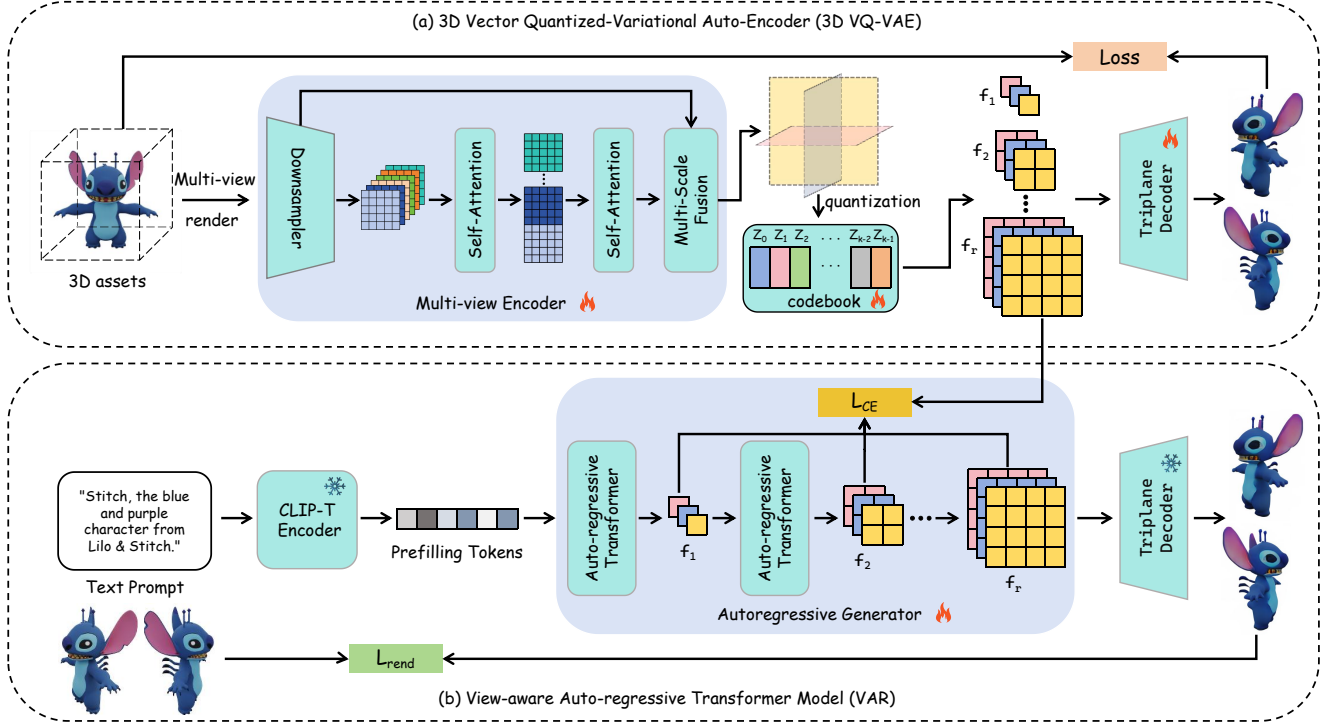 (a) 3D Vector Quantized-Variational Auto-Encoder (3D VQ-VAE)
Loss
3D assets
Multi-view
render
Downsampler
Self-Attention
Self-Attention
Multi-Scale
Fusion
Multi-view Encoder
quantization
Z0 Z1 Z2 . . . Zk-2 Zk-1
. . .
codebook
f1
f2
fr
Triplane
Decoder
"Stitch, the blue
and purple
character from
Lilo & Stitch."
Text Prompt
CLIP-T
Encoder
Prefilling Tokens
Auto-regressive
Transformer
f1
Auto-regressive
Transformer
f2
fr
LCE
Autoregressive Generator
Triplane
Decoder
Lrend
(b) View-aware Auto-regressive Transformer Model (VAR)